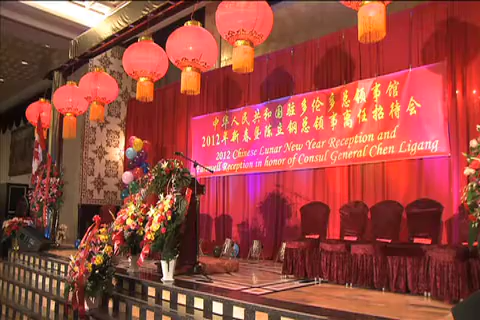 中华人民共和国驻多伦多总领事馆
2012年新春暨陈立钢总领事离任招待会
2012 Chinese Lunar New Year Reception and
Farewell Reception in honor of Consul General Chen Ligang